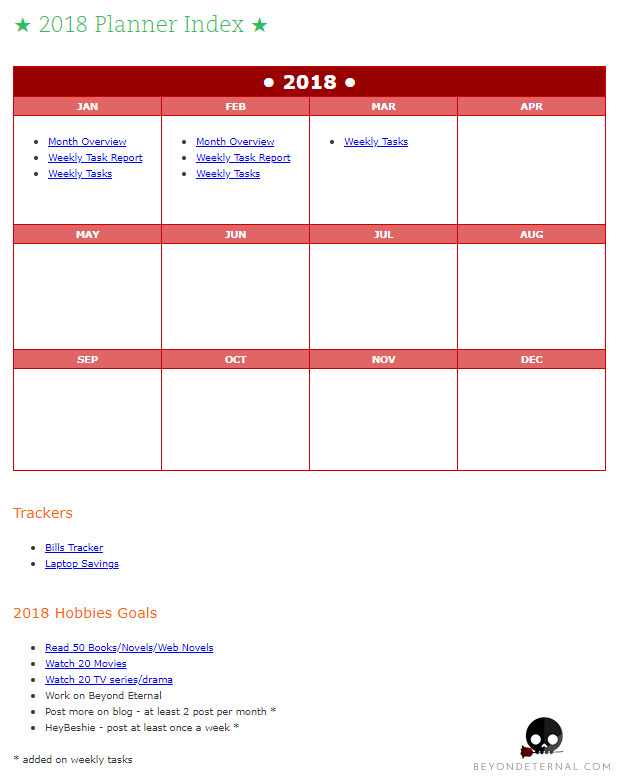 ★ 2018 Planner Index ★
● 2018 ●
JAN FEB MAR APR
Month Overview Month Overview Weekly Tasks
Weekly Task Report Weekly Task Report
Weekly Tasks Weekly Tasks
MAY JUN JUL AUG
SEP OCT NOV DEC
Trackers
Bills Tracker
Laptop Savings
2018 Hobbies Goals
Read 50 Books/Novels/Web Novels
Watch 20 Movies
Watch 20 TV series/drama
Work on Beyond Eternal
Post more on blog - at least 2 post per month *
HeyBeshie - post at least once a week *
* added on weekly tasks
BEYONDETERNAL.COM